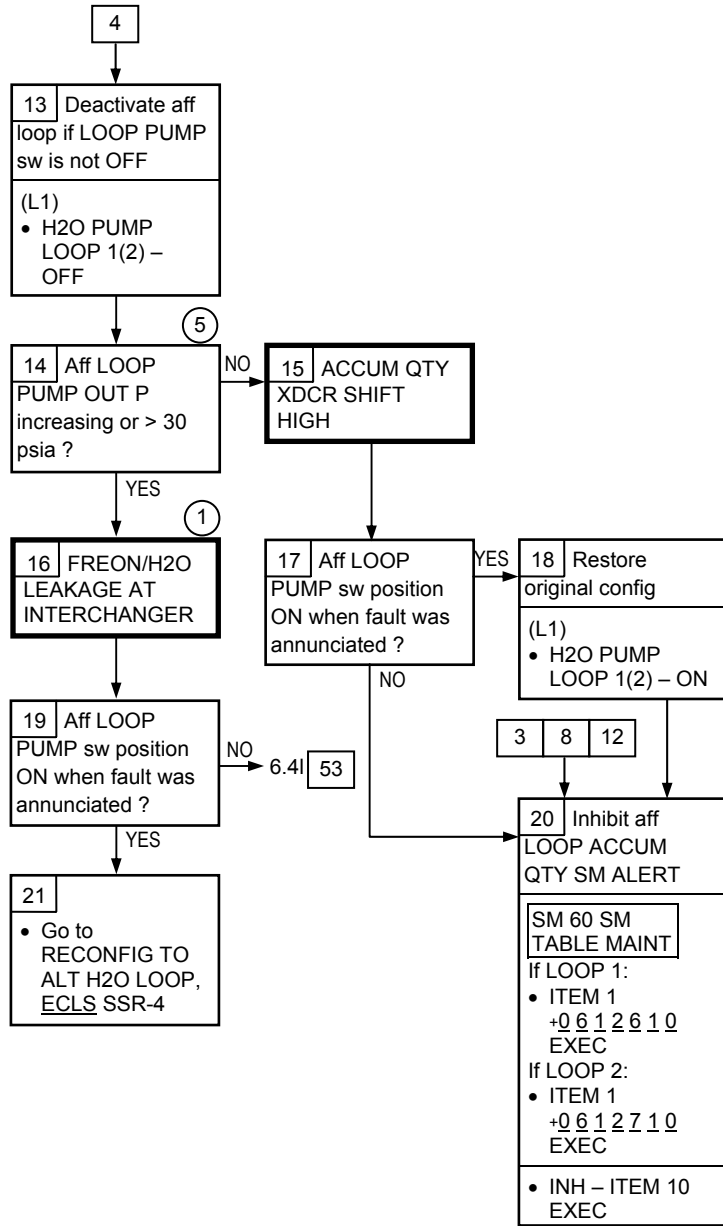 4
13 Deactivate aff
loop if LOOP PUMP
sw is not OFF
(L1)
• H2O PUMP
LOOP 1(2) –
OFF
5
14 Aff LOOP
PUMP OUT P
increasing or > 30
psia ?
NO
YES
15 ACCUM QTY
XDCR SHIFT
HIGH
1
16 FREON/H2O
LEAKAGE AT
INTERCHANGER
17 Aff LOOP
PUMP sw position
ON when fault was
annunciated ?
YES
NO
18 Restore
original config
(L1)
• H2O PUMP
LOOP 1(2) – ON
19 Aff LOOP
PUMP sw position
ON when fault was
annunciated ?
NO
6.4I 53
YES
3 8 12
20 Inhibit aff
LOOP ACCUM
QTY SM ALERT
SM 60 SM
TABLE MAINT
If LOOP 1:
• ITEM 1
+0 6 1 2 6 1 0
EXEC
If LOOP 2:
• ITEM 1
+0 6 1 2 7 1 0
EXEC
• INH – ITEM 10
EXEC
21
• Go to
RECONFIG TO
ALT H2O LOOP,
ECLS SSR-4